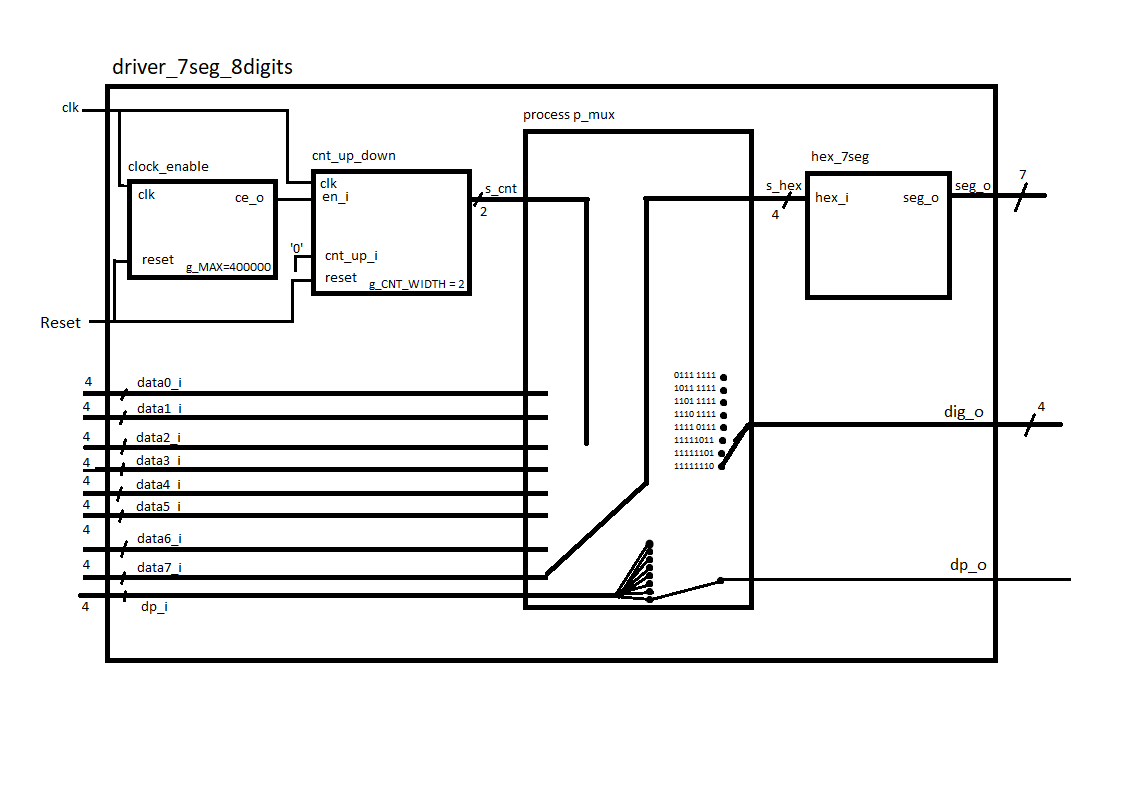 driver_7seg_8digits
clk
process p_mux
cnt_up_down
hex_7seg
clock_enable
clk
ce_o
clk
en_i
s_cnt
2
s_hex
4
hex_i
seg_o
seg_o
7
'0'
cnt_up_i
reset
g_MAX=400000
reset
g_CNT_WIDTH = 2
Reset
4
data0_i
4
data1_i
4
data2_i
4
data3_i
4
data4_i
4
data5_i
4
data6_i
4
data7_i
4
dp_i
0111 1111
1011 1111
1101 1111
1110 1111
1111 0111
11111011
11111101
11111110
dig_o
4
dp_o